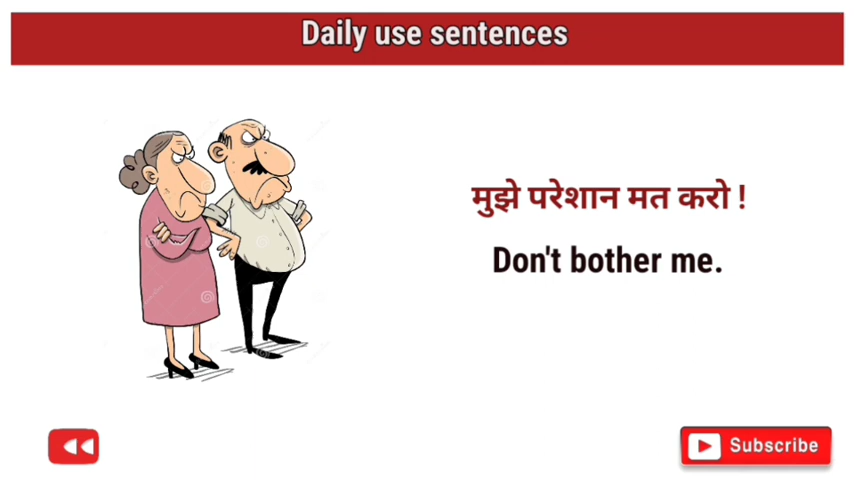 Daily use sentences
मुझे परेशान मत करो !
Don't bother me.
Subscribe